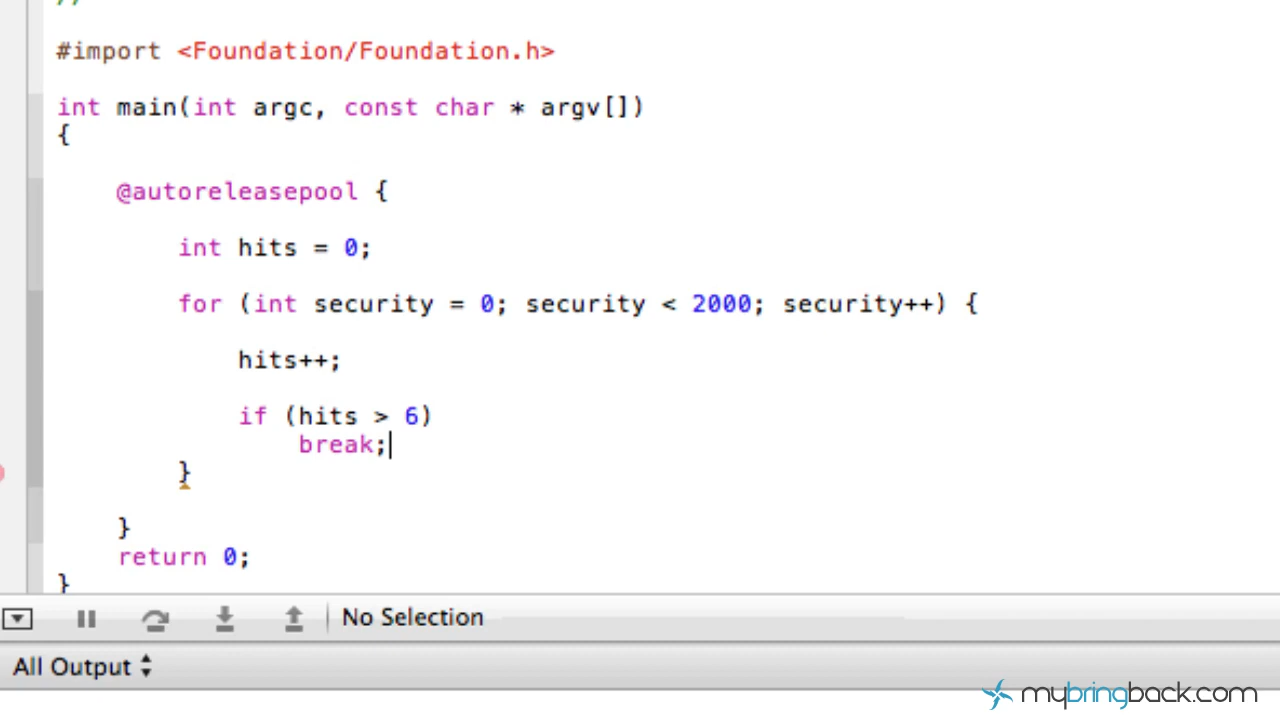 //
#import <Foundation/Foundation.h>
int main(int argc, const char * argv[])
{
@autoreleasepool {
int hits = 0;
for (int security = 0; security < 2000; security++) {
hits++;
if (hits > 6)
break;
}
}
return 0;
}
No Selection
All Output
mybringback.com